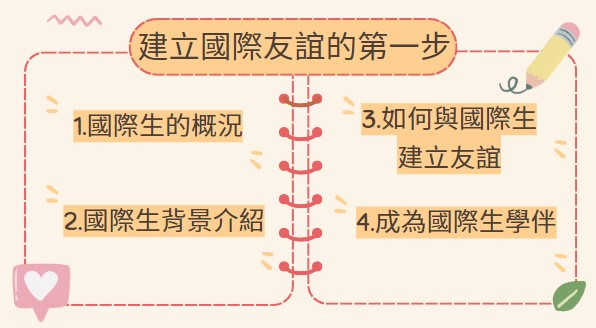 建立國際友誼的第一步
1.國際生的概況
2.國際生背景介紹
3.如何與國際生
建立友誼
4.成為國際生學伴